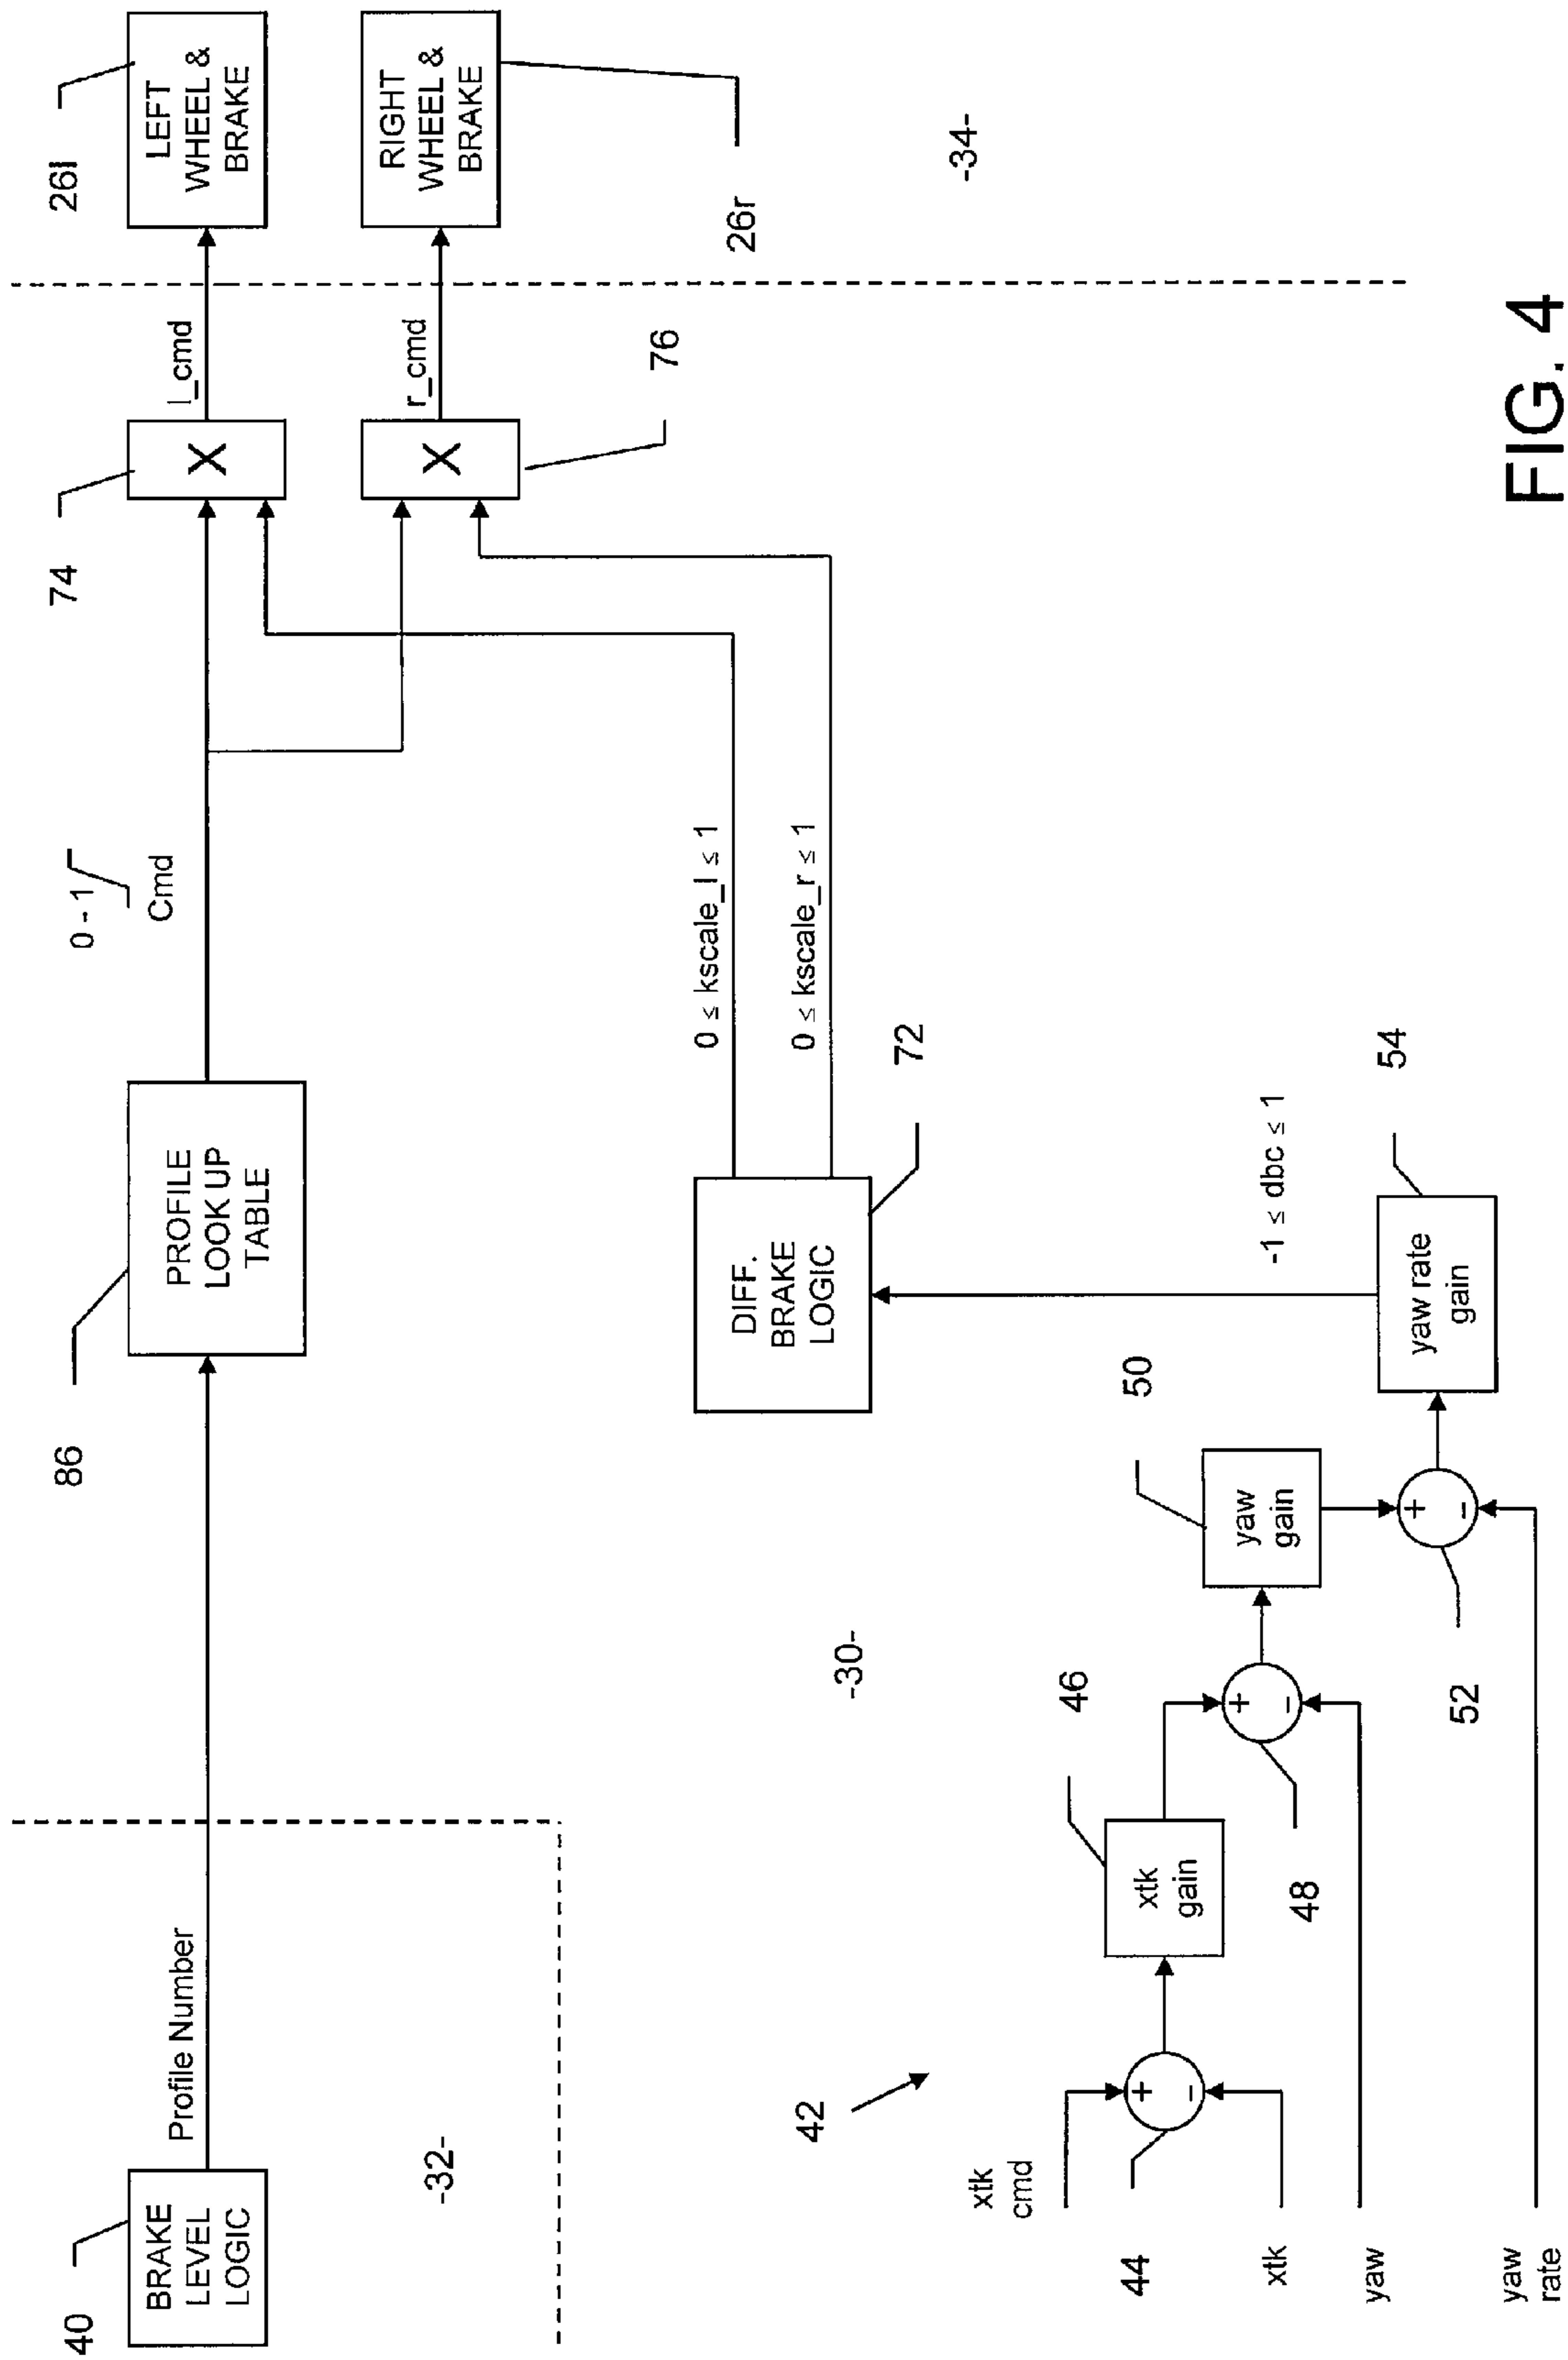 40
BRAKE
LEVEL
LOGIC
Profile Number
-32-
86
PROFILE
LOOK UP
TABLE
0 - 1
Cmd
74
X
l_cmd
26l
LEFT
WHEEL &
BRAKE
X
r_cmd
76
RIGHT
WHEEL &
BRAKE
26r
-34-
0 ≤ kscale_l ≤ 1
0 ≤ kscale_r ≤ 1
DIFF.
BRAKE
LOGIC
72
-30-
42
xtk
cmd
44
+
-
xtk
xtk
gain
46
+
-
48
yaw
yaw
gain
50
+
-
52
yaw
rate
yaw rate
gain
54
-1 ≤ dbc ≤ 1
FIG. 4